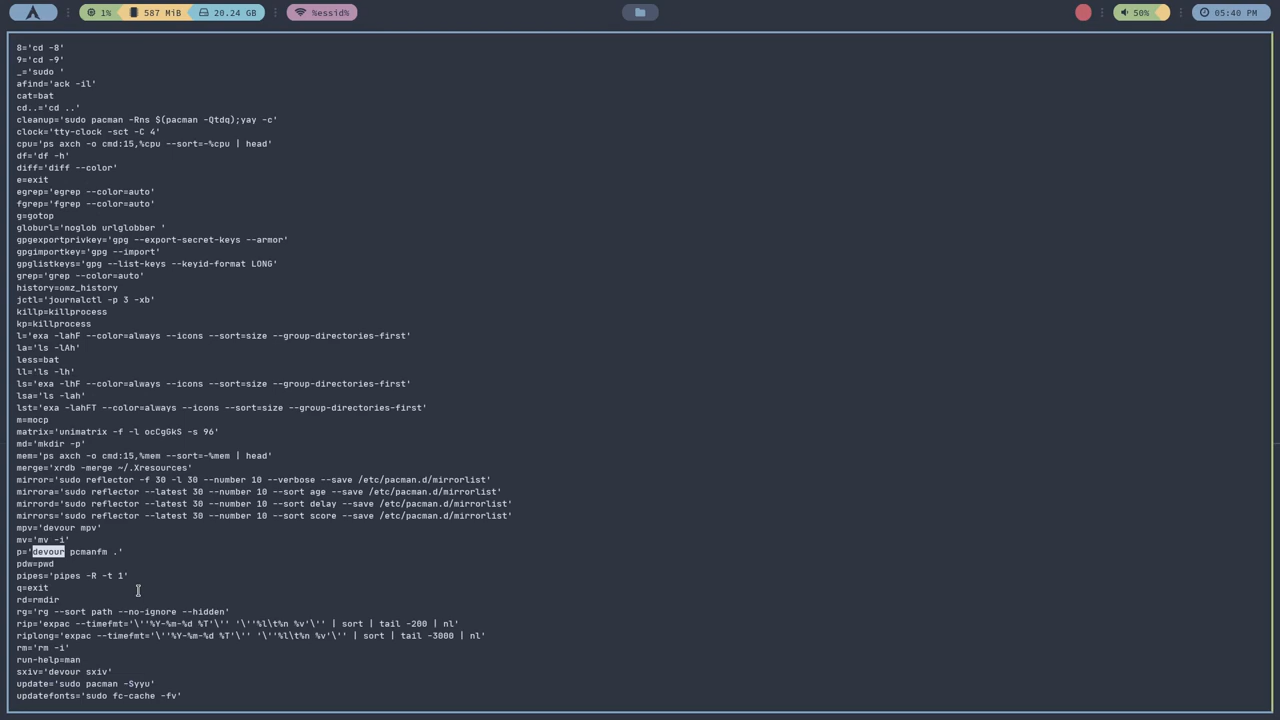 1% 587 MiB 20.24 GB %essid% 50% 05:40 PM
8='cd -8'
9='cd -9'
_='sudo '
afind='ack -il'
cat=bat
cd..='cd ..'
cleanup='sudo pacman -Rns $(pacman -Qtdq);yay -c'
clock='tty-clock -sct -C 4'
cpu='ps axch -o cmd:15,%cpu --sort=-%cpu | head'
df='df -h'
diff='diff --color'
e=exit
egrep='egrep --color=auto'
fgrep='fgrep --color=auto'
g=gotop
globurl='noglob urlglobber '
gpgexportprivkey='gpg --export-secret-keys --armor'
gpgimportkey='gpg --import'
gpglistkeys='gpg --list-keys --keyid-format LONG'
grep='grep --color=auto'
history=omz_history
jctl='journalctl -p 3 -xb'
killp=killprocess
kp=killprocess
l='exa -lahF --color=always --icons --sort=size --group-directories-first'
la='ls -lAh'
less=bat
ll='ls -lh'
ls='exa -lhF --color=always --icons --sort=size --group-directories-first'
lsa='ls -lah'
lst='exa -lahFT --color=always --icons --sort=size --group-directories-first'
m=mocp
matrix='unimatrix -f -l ocCgGkS -s 96'
md='mkdir -p'
mem='ps axch -o cmd:15,%mem --sort=-%mem | head'
merge='xrdb -merge ~/.Xresources'
mirror='sudo reflector -f 30 -l 30 --number 10 --verbose --save /etc/pacman.d/mirrorlist'
mirrora='sudo reflector --latest 30 --number 10 --sort age --save /etc/pacman.d/mirrorlist'
mirrord='sudo reflector --latest 30 --number 10 --sort delay --save /etc/pacman.d/mirrorlist'
mirrors='sudo reflector --latest 30 --number 10 --sort score --save /etc/pacman.d/mirrorlist'
mpv='devour mpv'
mv='mv -i'
p='devour pcmanfm .'
pdw=pwd
pipes='pipes -R -t 1'
q=exit
rd=rmdir
rg='rg --sort path --no-ignore --hidden'
rip='expac --timefmt='\''%Y-%m-%d %T'\'' '\''%l\t%n %v'\'' | sort | tail -200 | nl'
riplong='expac --timefmt='\''%Y-%m-%d %T'\'' '\''%l\t%n %v'\'' | sort | tail -3000 | nl'
rm='rm -i'
run-help=man
sxiv='devour sxiv'
update='sudo pacman -Syyu'
updatefonts='sudo fc-cache -fv'